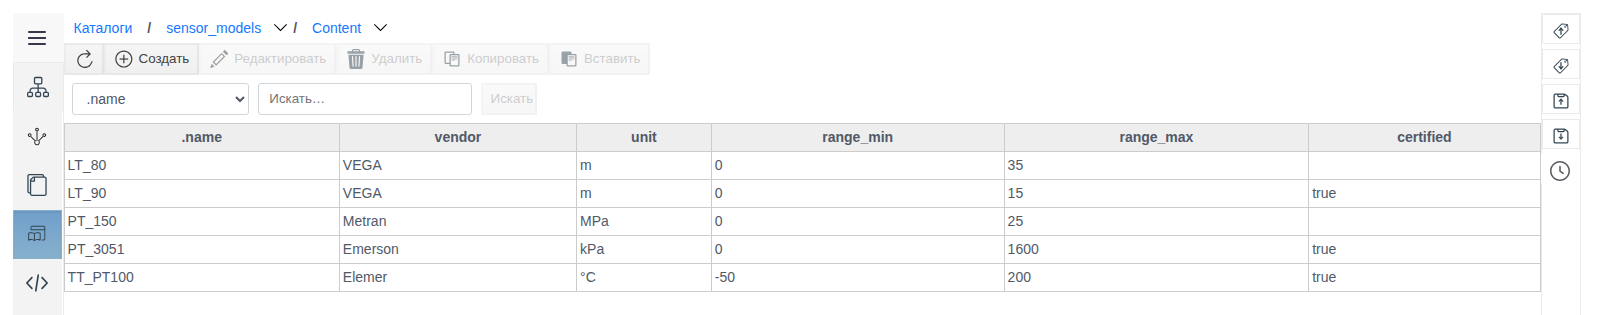 Каталоги / sensor_models / Content
Создать Редактировать Удалить Копировать Вставить
.name Искать... Искать
.name vendor unit range_min range_max certified
LT_80 VEGA m 0 35
LT_90 VEGA m 0 15 true
PT_150 Metran MPa 0 25
PT_3051 Emerson kPa 0 1600 true
TT_PT100 Elemer °C -50 200 true